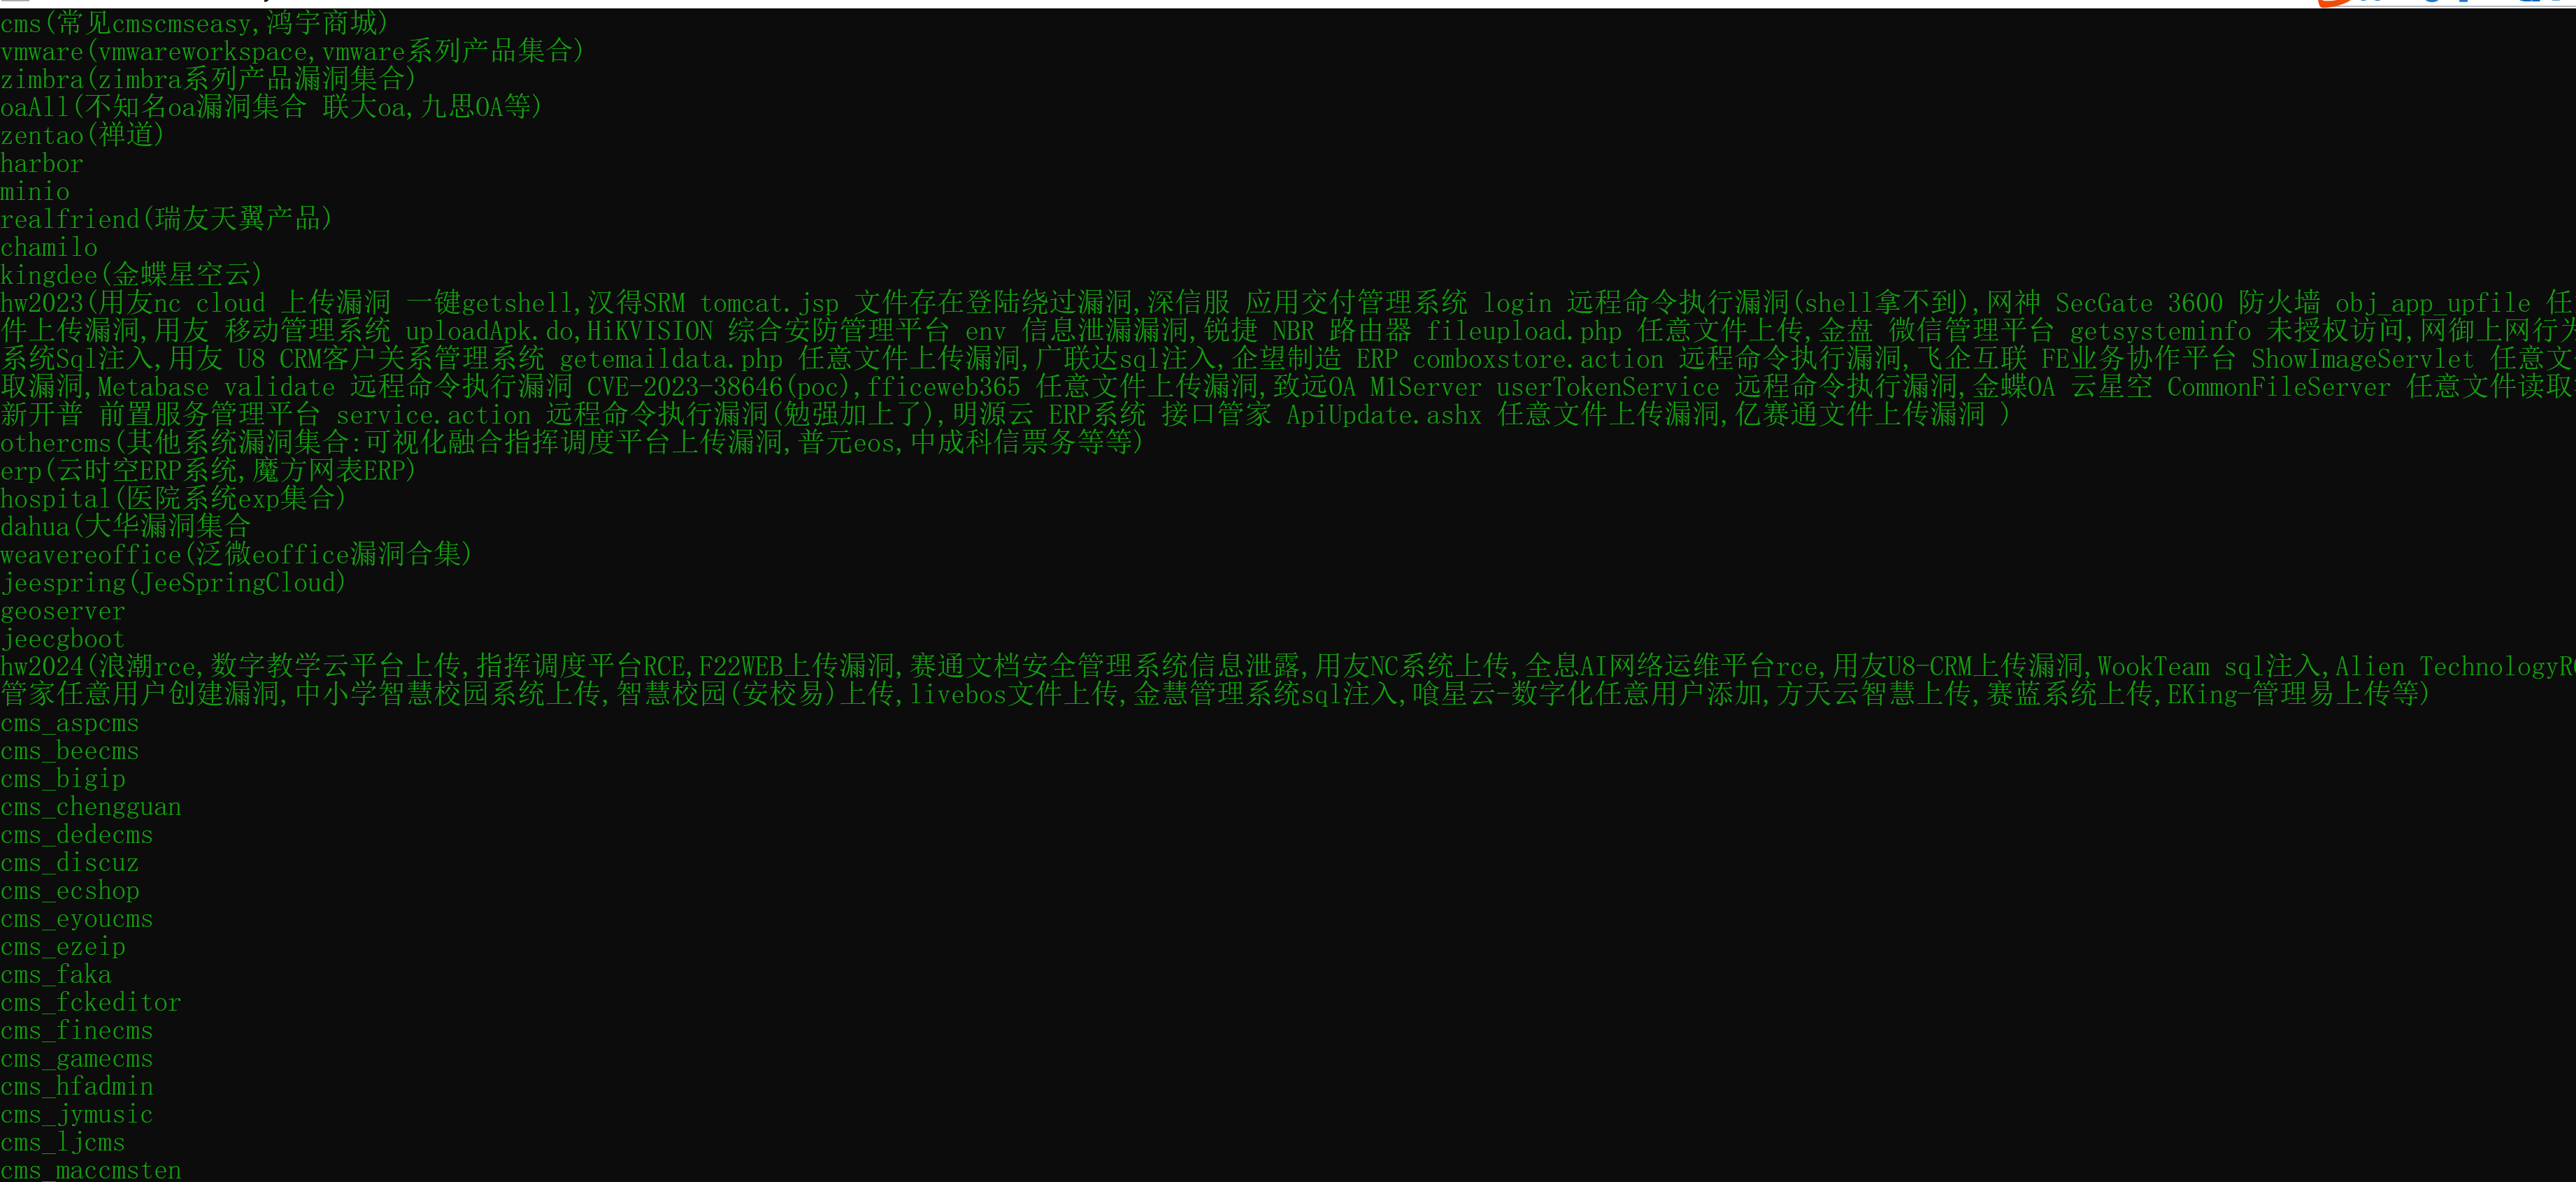 cms(常见cmscmseasy,鸿宇商城)
vmware(vmwareworkspace,vmware系列产品集合)
zimbra(zimbra系列产品漏洞集合)
oaAll(不知名oa漏洞集合 联大oa,九思OA等)
zentao(禅道)
harbor
minio
realfriend(瑞友天翼产品)
chamilo
kingdee(金蝶星空云)
hw2023(用友nc cloud 上传漏洞 一键getshell,汉得SRM tomcat.jsp 文件存在登陆绕过漏洞,深信服 应用交付管理系统 login 远程命令执行漏洞(shell拿不到),网神 SecGate 3600 防火墙 obj_app_upfile 任
件上传漏洞,用友 移动管理系统 uploadApk.do,HiKVISION 综合安防管理平台 env 信息泄漏漏洞,锐捷 NBR 路由器 fileupload.php 任意文件上传,金盘 微信管理平台 getsysteminfo 未授权访问,网御上网行为
系统Sql注入,用友 U8 CRM客户关系管理系统 getemaildata.php 任意文件上传漏洞,广联达sql注入,企望制造 ERP comboxstore.action 远程命令执行漏洞,飞企互联 FE业务协作平台 ShowImageServlet 任意文
取漏洞,Metabase validate 远程命令执行漏洞 CVE-2023-38646(poc),fficeweb365 任意文件上传漏洞,致远OA M1Server userTokenService 远程命令执行漏洞,金蝶OA 云星空 CommonFileServer 任意文件读取
新开普 前置服务管理平台 service.action 远程命令执行漏洞(勉强加上了),明源云 ERP系统 接口管家 ApiUpdate.ashx 任意文件上传漏洞,亿赛通文件上传漏洞 )
othercms(其他系统漏洞集合:可视化融合指挥调度平台上传漏洞,普元eos,中成科信票务等等)
erp(云时空ERP系统,魔方网表ERP)
hospital(医院系统exp集合)
dahua(大华漏洞集合
weavereoffice(泛微eoffice漏洞合集)
jeespring(JeeSpringCloud)
geoserver
jeecgboot
hw2024(浪潮rce,数字教学云平台上传,指挥调度平台RCE,F22WEB上传漏洞,赛通文档安全管理系统信息泄露,用友NC系统上传,全息AI网络运维平台rce,用友U8-CRM上传漏洞,WookTeam sql注入,Alien TechnologyR
管家任意用户创建漏洞,中小学智慧校园系统上传,智慧校园(安校易)上传,livebos文件上传,金慧管理系统sql注入,喰星云-数字化任意用户添加,方天云智慧上传,赛蓝系统上传,EKing-管理易上传等)
cms_aspcms
cms_beecms
cms_bigip
cms_chengguan
cms_dedecms
cms_discuz
cms_ecshop
cms_eyoucms
cms_ezeip
cms_faka
cms_fckeditor
cms_finecms
cms_gamecms
cms_hfadmin
cms_jymusic
cms_ljcms
cms_maccmsten